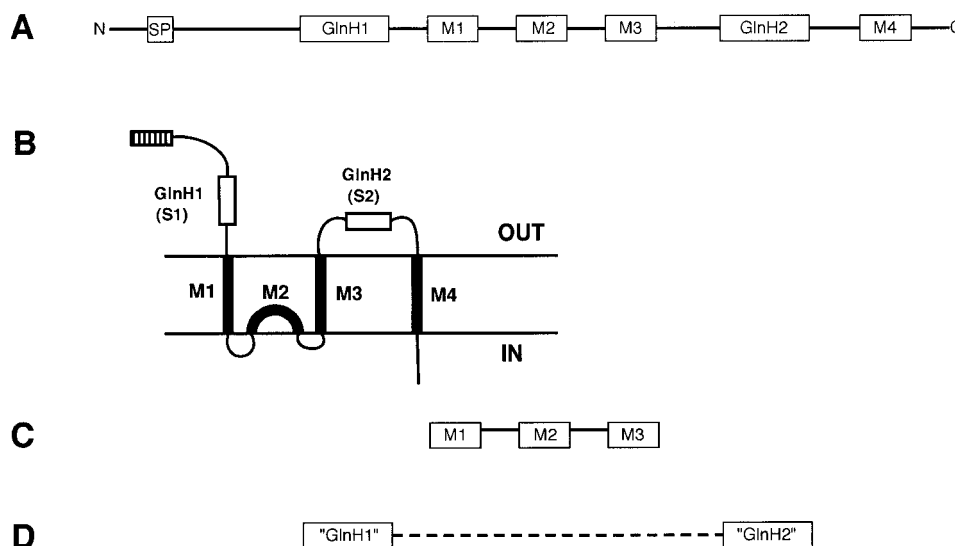 A
N SP GlnH1 M1 M2 M3 GlnH2 M4 C
B
GlnH1
(S1)
GlnH2
(S2)
OUT
M1 M2 M3 M4
IN
C
M1 M2 M3
D
"GlnH1" "GlnH2"